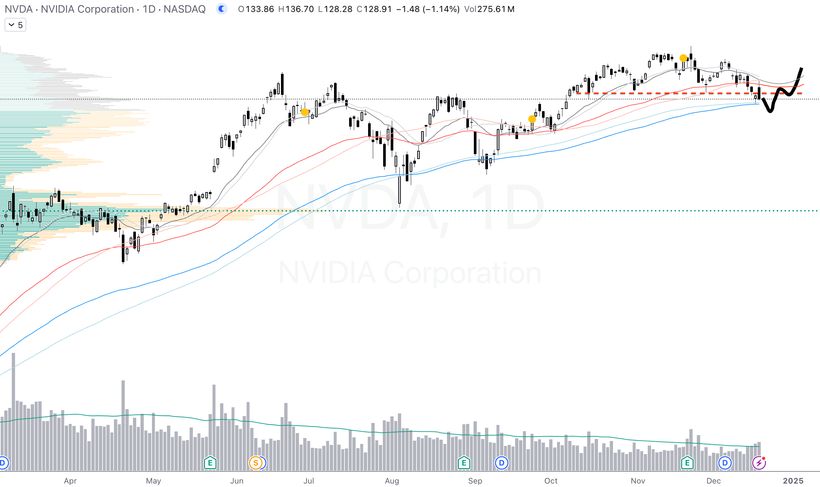 NVDA · NVIDIA Corporation · 1D · NASDAQ O133.86 H136.70 L128.28 C128.91 −1.48 (−1.14%) Vol275.61M
5
NVDA, 1D
NVIDIA Corporation
D E S E D E D
Apr May Jun Jul Aug Sep Oct Nov Dec 2025